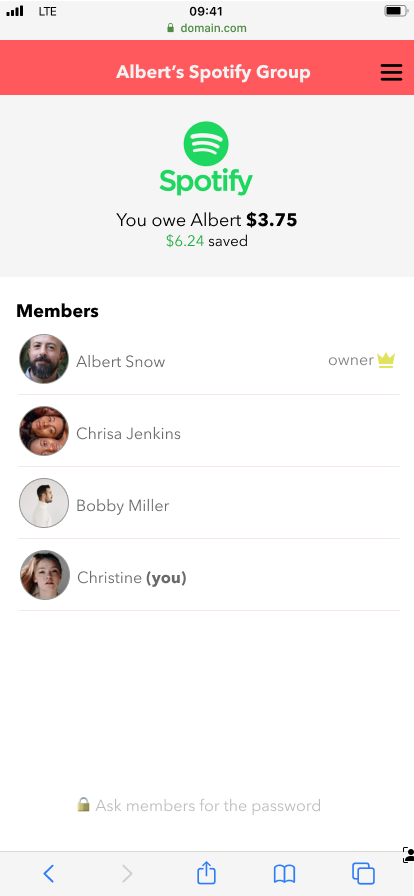 LTE 09:41
domain.com
Albert’s Spotify Group
Spotify
You owe Albert $3.75
$6.24 saved
Members
Albert Snow owner
Chrisa Jenkins
Bobby Miller
Christine (you)
Ask members for the password